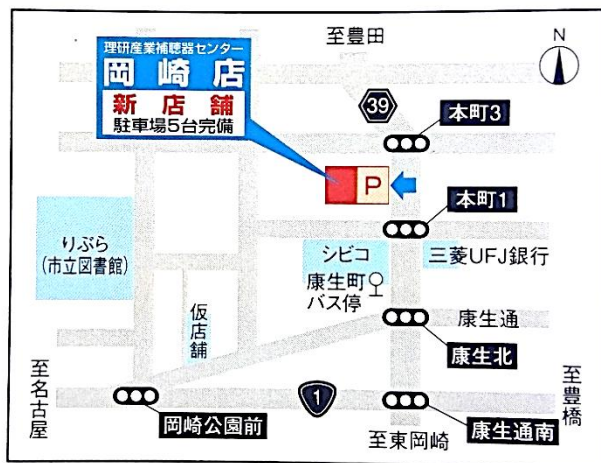 理研産業補聴器センター
岡崎店
新店舗
駐車場5台完備
至豊田
N
39
本町3
P
本町1
りぶら
(市立図書館)
シビコ
三菱UFJ銀行
康生町
バス停
仮店舗
康生通
康生北
至名古屋
至豊橋
岡崎公園前
1
康生通南
至東岡崎